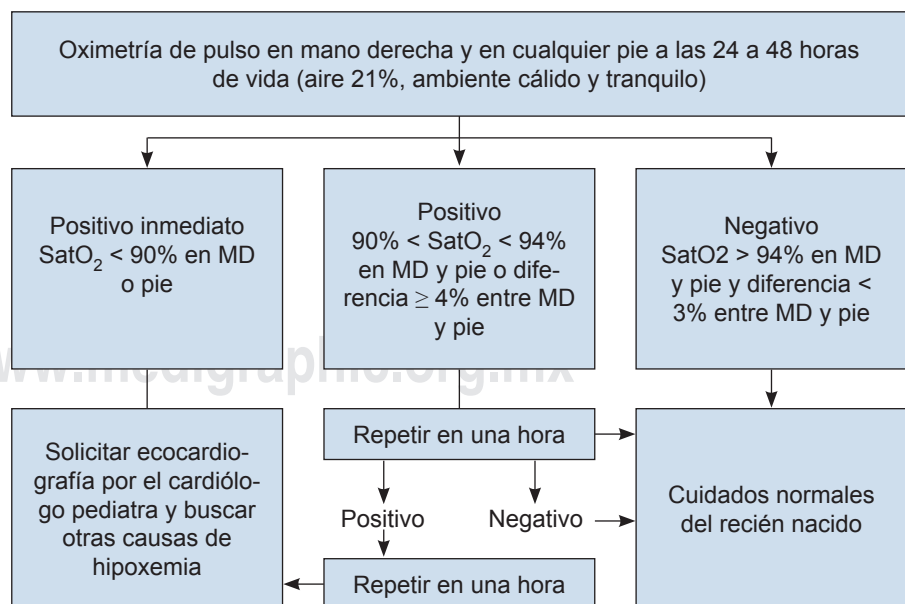 Oximetría de pulso en mano derecha y en cualquier pie a las 24 a 48 horas
de vida (aire 21%, ambiente cálido y tranquilo)
Positivo inmediato
SatO₂ < 90% en MD
o pie
Positivo
90% < SatO₂ < 94%
en MD y pie o dife-
rencia ≥ 4% entre MD
y pie
Negativo
SatO2 > 94% en MD
y pie y diferencia <
3% entre MD y pie
www.medigraphic.org.mx
Solicitar ecocardio-
grafía por el cardiólo-
go pediatra y buscar
otras causas de
hipoxemia
Repetir en una hora
Positivo
Negativo
Repetir en una hora
Cuidados normales
del recién nacido